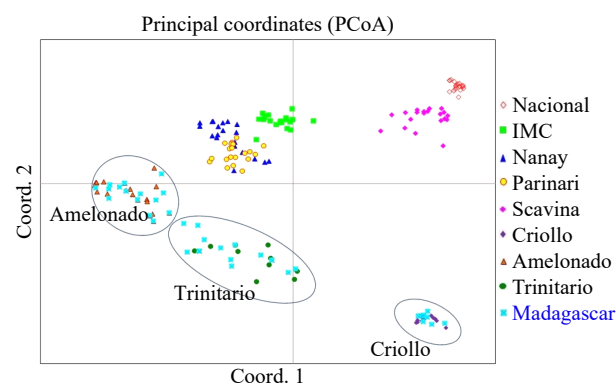 Principal coordinates (PCoA)
Coord. 2
Amelonado
Trinitario
Criollo
Coord. 1
Nacional
IMC
Nanay
Parinari
Scavina
Criollo
Amelonado
Trinitario
Madagascar